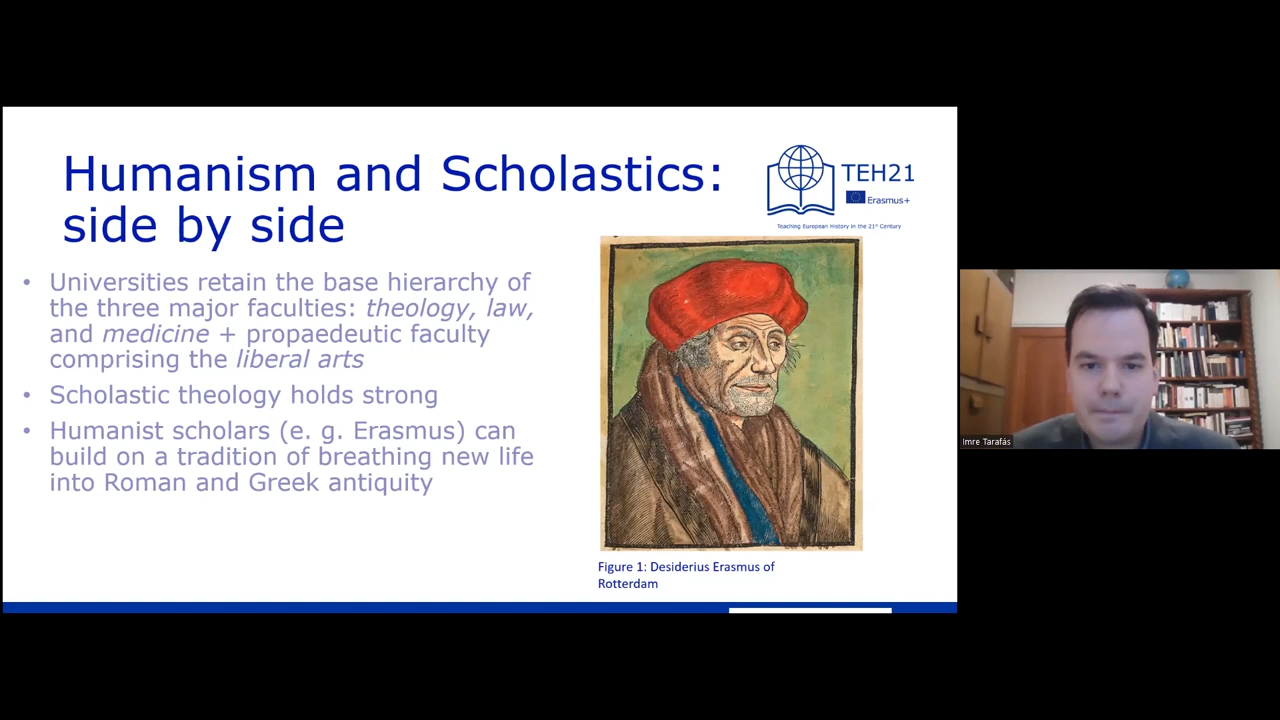 Humanism and Scholastics:
side by side
TEH21
Erasmus+
Teaching European History in the 21st Century
• Universities retain the base hierarchy of
the three major faculties: theology, law,
and medicine + propaedeutic faculty
comprising the liberal arts
• Scholastic theology holds strong
• Humanist scholars (e. g. Erasmus) can
build on a tradition of breathing new life
into Roman and Greek antiquity
Figure 1: Desiderius Erasmus of
Rotterdam
Imre Tarafás